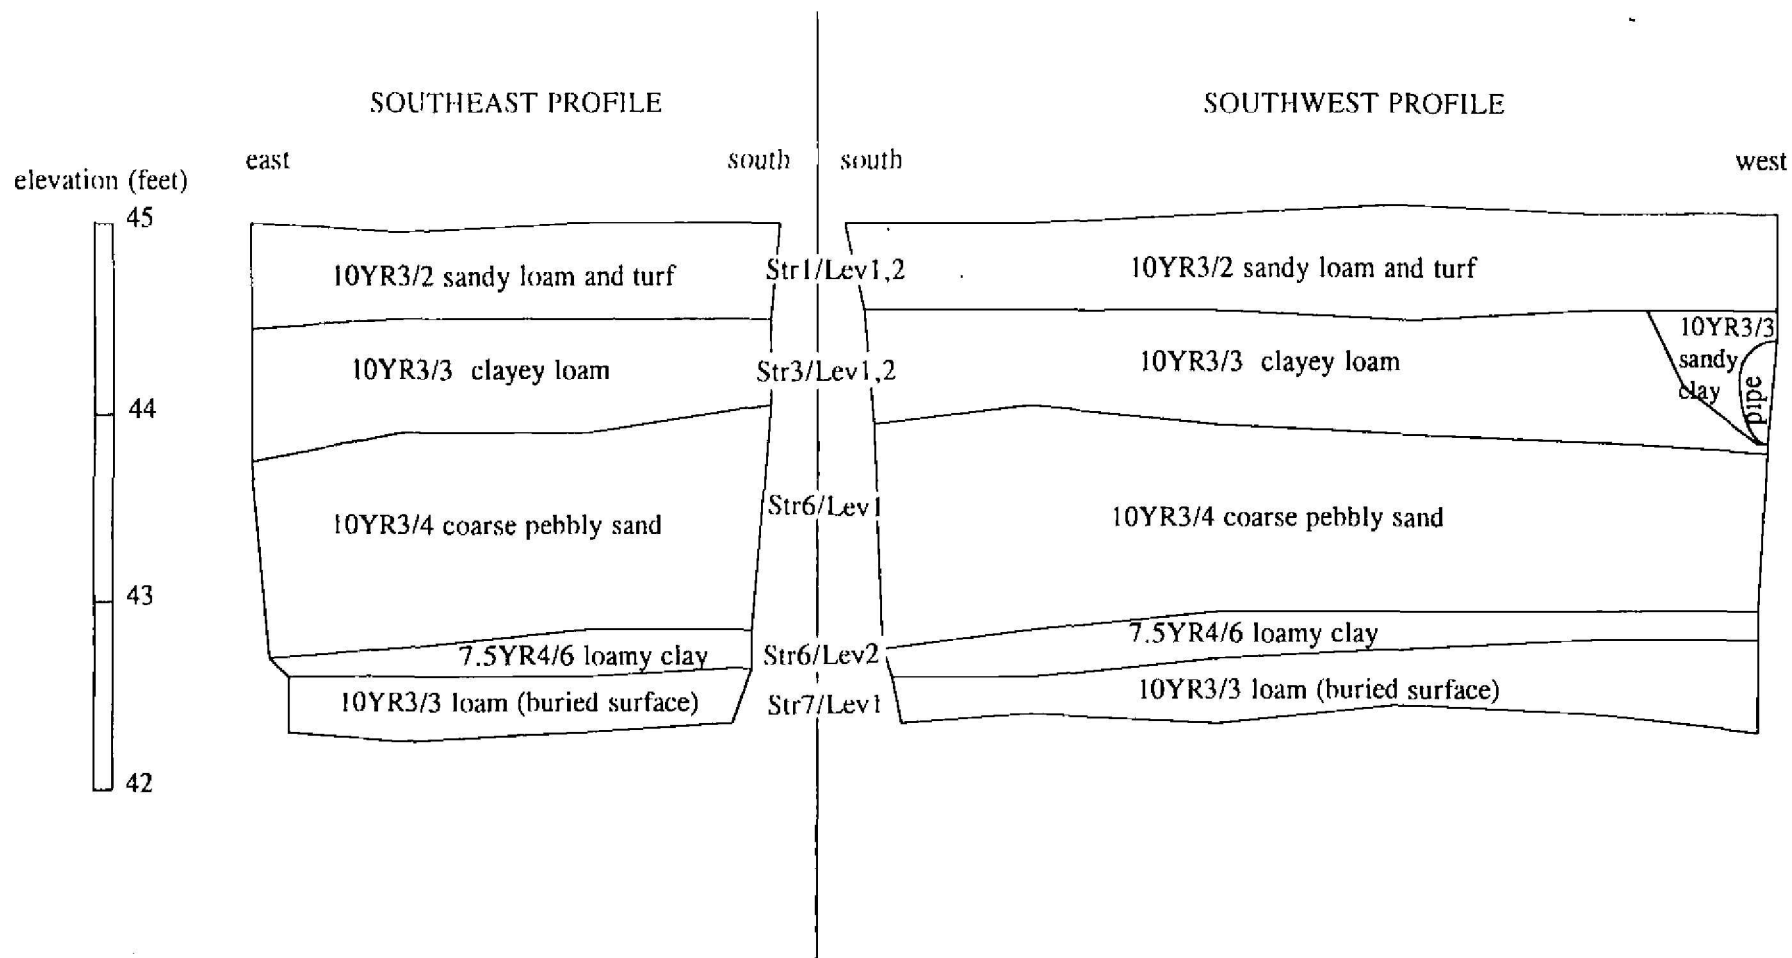 SOUTHEAST PROFILE
SOUTHWEST PROFILE
east
south
south
west
elevation (feet)
45
10YR3/2 sandy loam and turf
Str1/Lev1,2
10YR3/2 sandy loam and turf
10YR3/3 clayey loam
Str3/Lev1,2
10YR3/3 clayey loam
10YR3/3
sandy
clay
pipe
44
10YR3/4 coarse pebbly sand
Str6/Lev1
10YR3/4 coarse pebbly sand
43
7.5YR4/6 loamy clay
Str6/Lev2
7.5YR4/6 loamy clay
10YR3/3 loam (buried surface)
Str7/Lev1
10YR3/3 loam (buried surface)
42